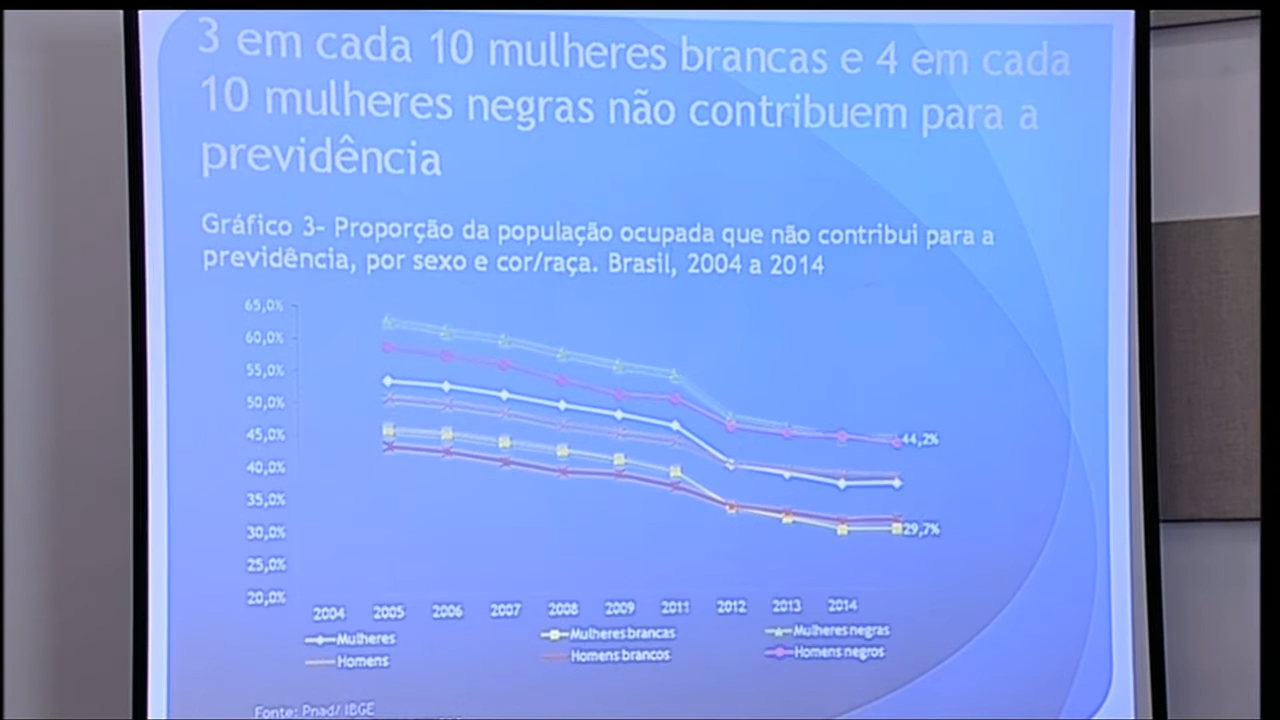 3 em cada 10 mulheres brancas e 4 em cada
10 mulheres negras não contribuem para a
previdência
Gráfico 3- Proporção da população ocupada que não contribui para a
previdência, por sexo e cor/raça. Brasil, 2004 a 2014
65,0%
60,0%
55,0%
50,0%
45,0%
40,0%
35,0%
30,0%
25,0%
20,0%
44,2%
29,7%
2004 2005 2006 2007 2008 2009 2011 2012 2013 2014
Mulheres Mulheres brancas Mulheres negras
Homens Homens brancos Homens negros
Fonte: Pnad/ IBGE